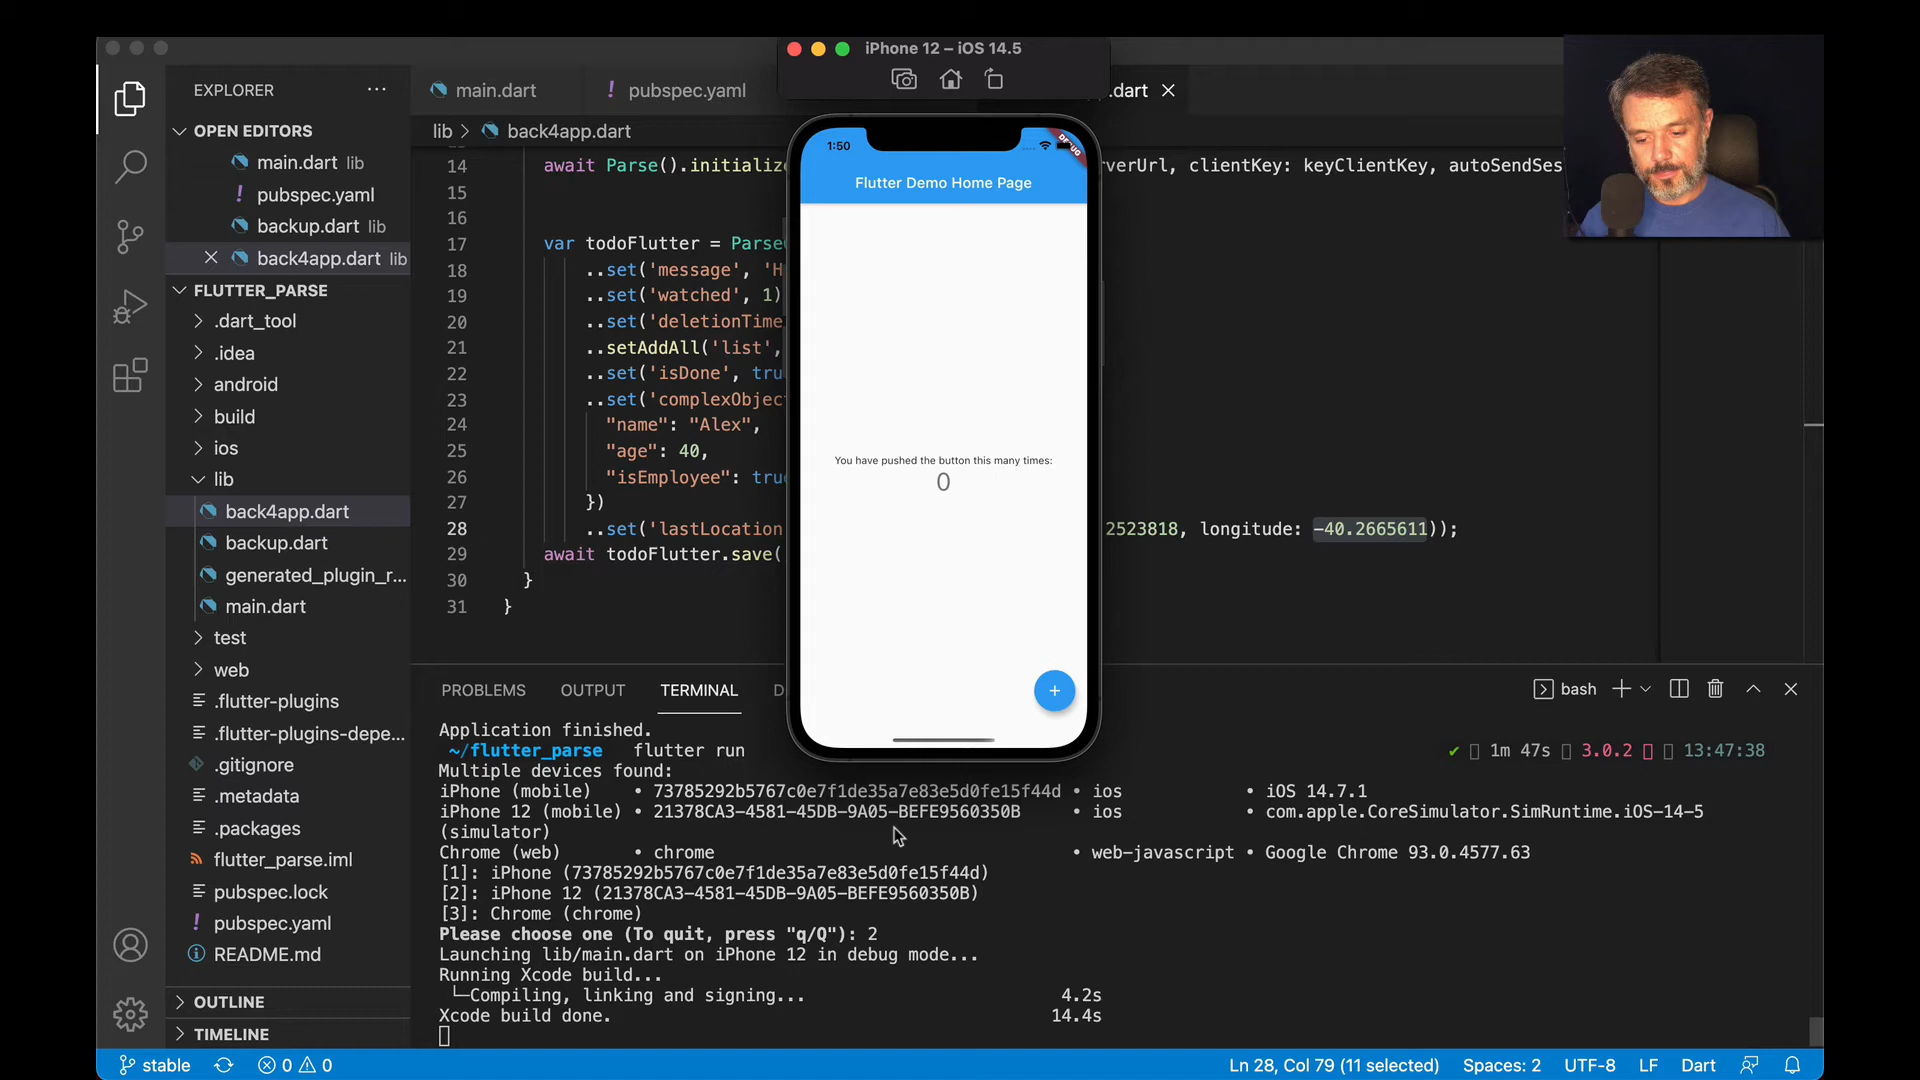 iPhone 12 – iOS 14.5
EXPLORER
main.dart
pubspec.yaml
.dart
OPEN EDITORS
main.dart lib
pubspec.yaml
backup.dart lib
back4app.dart lib
FLUTTER_PARSE
.dart_tool
.idea
android
build
ios
lib
back4app.dart
backup.dart
generated_plugin_r...
main.dart
test
web
.flutter-plugins
.flutter-plugins-depe...
.gitignore
.metadata
.packages
flutter_parse.iml
pubspec.lock
pubspec.yaml
README.md
OUTLINE
TIMELINE
lib > back4app.dart
14 await Parse().initialize
verUrl, clientKey: keyClientKey, autoSendSes
15
16
17 var todoFlutter = Parse
18 ..set('message', 'H
19 ..set('watched', 1)
20 ..set('deletionTime
21 ..setAddAll('list',
22 ..set('isDone', tru
23 ..set('complexObjec
24 "name": "Alex",
25 "age": 40,
26 "isEmployee": true
27 })
28 ..set('lastLocation
2523818, longitude: -40.2665611));
29 await todoFlutter.save(
30 }
31 }
1:50
DEBUG
Flutter Demo Home Page
You have pushed the button this many times:
0
+
PROBLEMS OUTPUT TERMINAL D
bash
Application finished.
~/flutter_parse flutter run
✔ 1m 47s 3.0.2 13:47:38
Multiple devices found:
iPhone (mobile) • 73785292b5767c0e7f1de35a7e83e5d0fe15f44d • ios • iOS 14.7.1
iPhone 12 (mobile) • 21378CA3-4581-45DB-9A05-BEFE9560350B • ios • com.apple.CoreSimulator.SimRuntime.iOS-14-5
(simulator)
Chrome (web) • chrome • web-javascript • Google Chrome 93.0.4577.63
[1]: iPhone (73785292b5767c0e7f1de35a7e83e5d0fe15f44d)
[2]: iPhone 12 (21378CA3-4581-45DB-9A05-BEFE9560350B)
[3]: Chrome (chrome)
Please choose one (To quit, press "q/Q"): 2
Launching lib/main.dart on iPhone 12 in debug mode...
Running Xcode build...
└─Compiling, linking and signing... 4.2s
Xcode build done. 14.4s
stable
0 0
Ln 28, Col 79 (11 selected) Spaces: 2 UTF-8 LF Dart